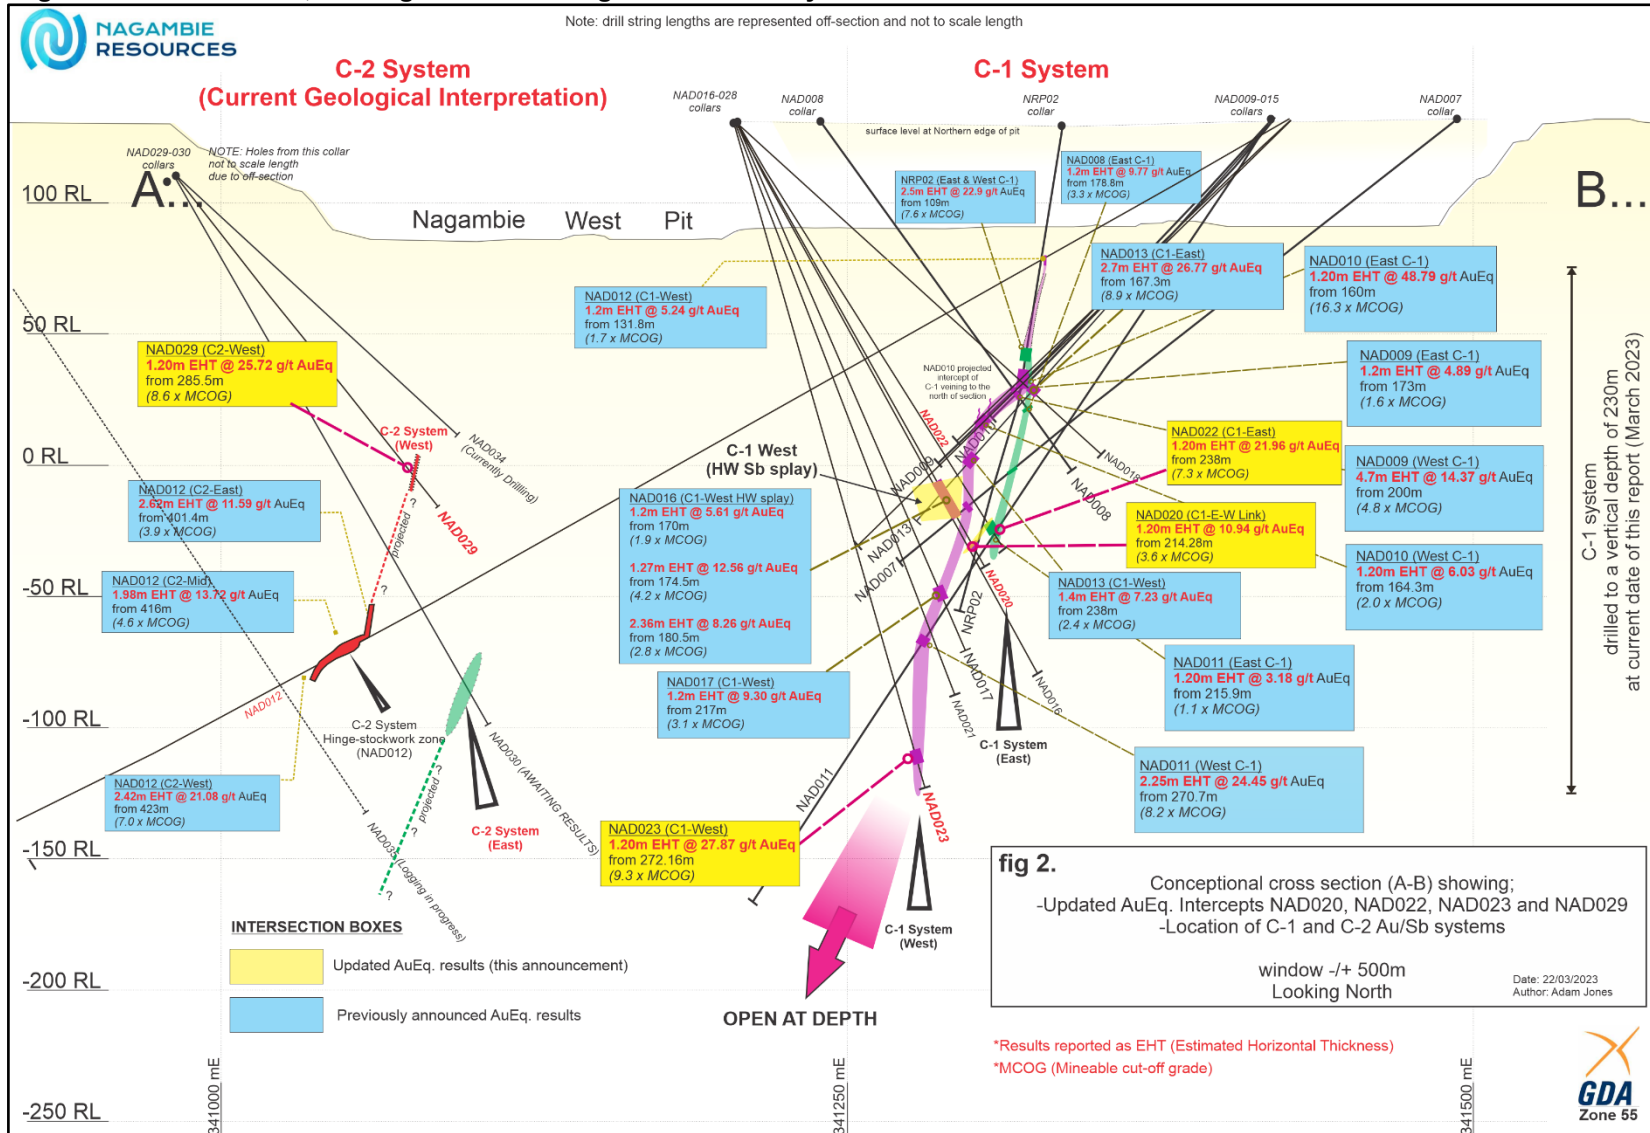 NAGAMBIE
RESOURCES
Note: drill string lengths are represented off-section and not to scale length
C-2 System
(Current Geological Interpretation)
C-1 System
NAD016-028
collars
NAD008
collar
NRP02
collar
NAD009-015
collars
NAD007
collar
surface level at Northern edge of pit
NAD029-030
collars
NOTE: Holes from this collar
not to scale length
due to off-section
A...
B...
100 RL
50 RL
0 RL
-50 RL
-100 RL
-150 RL
-200 RL
-250 RL
Nagambie West Pit
NRP02 (East & West C-1)
2.5m EHT @ 22.9 g/t AuEq
from 109m
(7.6 x MCOG)
NAD008 (East C-1)
1.2m EHT @ 9.77 g/t AuEq
from 178.8m
(3.3 x MCOG)
NAD013 (C1-East)
2.7m EHT @ 26.77 g/t AuEq
from 167.3m
(8.9 x MCOG)
NAD010 (East C-1)
1.20m EHT @ 48.79 g/t AuEq
from 160m
(16.3 x MCOG)
NAD012 (C1-West)
1.2m EHT @ 5.24 g/t AuEq
from 131.8m
(1.7 x MCOG)
NAD029 (C2-West)
1.20m EHT @ 25.72 g/t AuEq
from 285.5m
(8.6 x MCOG)
NAD009 (East C-1)
1.2m EHT @ 4.89 g/t AuEq
from 173m
(1.6 x MCOG)
NAD010 projected
intercept of
C-1 veining to the
north of section
NAD022
NAD010
NAD009
NAD018
NAD008
C-2 System
(West)
NAD034
(Currently Drilling)
C-1 West
(HW Sb splay)
NAD022 (C1-East)
1.20m EHT @ 21.96 g/t AuEq
from 238m
(7.3 x MCOG)
NAD009 (West C-1)
4.7m EHT @ 14.37 g/t AuEq
from 200m
(4.8 x MCOG)
NAD012 (C2-East)
2.62m EHT @ 11.59 g/t AuEq
from 401.4m
(3.9 x MCOG)
?
projected
?
NAD029
NAD016 (C1-West HW splay)
1.2m EHT @ 5.61 g/t AuEq
from 170m
(1.9 x MCOG)
1.27m EHT @ 12.56 g/t AuEq
from 174.5m
(4.2 x MCOG)
2.36m EHT @ 8.26 g/t AuEq
from 180.5m
(2.8 x MCOG)
NAD013
NAD007
NAD020 (C1-E-W Link)
1.20m EHT @ 10.94 g/t AuEq
from 214.28m
(3.6 x MCOG)
NAD010 (West C-1)
1.20m EHT @ 6.03 g/t AuEq
from 164.3m
(2.0 x MCOG)
NAD012 (C2-Mid)
1.98m EHT @ 13.72 g/t AuEq
from 416m
(4.6 x MCOG)
NRP02
NAD020
NAD013 (C1-West)
1.4m EHT @ 7.23 g/t AuEq
from 238m
(2.4 x MCOG)
NAD011 (East C-1)
1.20m EHT @ 3.18 g/t AuEq
from 215.9m
(1.1 x MCOG)
NAD017 (C1-West)
1.2m EHT @ 9.30 g/t AuEq
from 217m
(3.1 x MCOG)
NAD017
NAD016
NAD021
NAD012
C-2 System
Hinge-stockwork zone
(NAD012)
C-1 System
(East)
NAD011 (West C-1)
2.25m EHT @ 24.45 g/t AuEq
from 270.7m
(8.2 x MCOG)
NAD012 (C2-West)
2.42m EHT @ 21.08 g/t AuEq
from 423m
(7.0 x MCOG)
?
projected
?
?
NAD030 (AWAITING RESULTS)
NAD011
NAD023
C-2 System
(East)
NAD023 (C1-West)
1.20m EHT @ 27.87 g/t AuEq
from 272.16m
(9.3 x MCOG)
(Logging in progress)
C-1 System
(West)
OPEN AT DEPTH
C-1 system
drilled to a vertical depth of 230m
at current date of this report (March 2023)
INTERSECTION BOXES
Updated AuEq. results (this announcement)
Previously announced AuEq. results
fig 2.
Conceptional cross section (A-B) showing;
-Updated AuEq. Intercepts NAD020, NAD022, NAD023 and NAD029
-Location of C-1 and C-2 Au/Sb systems
window -/+ 500m
Looking North
Date: 22/03/2023
Author: Adam Jones
*Results reported as EHT (Estimated Horizontal Thickness)
*MCOG (Mineable cut-off grade)
341000 mE
341250 mE
341500 mE
GDA
Zone 55